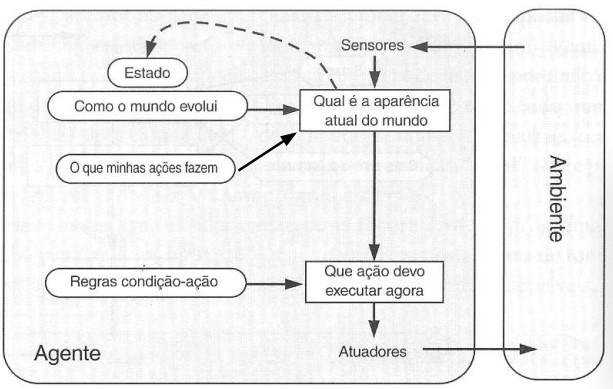 Sensores
Estado
Como o mundo evolui
Qual é a aparência
atual do mundo
O que minhas ações fazem
Ambiente
Regras condição-ação
Que ação devo
executar agora
Agente
Atuadores